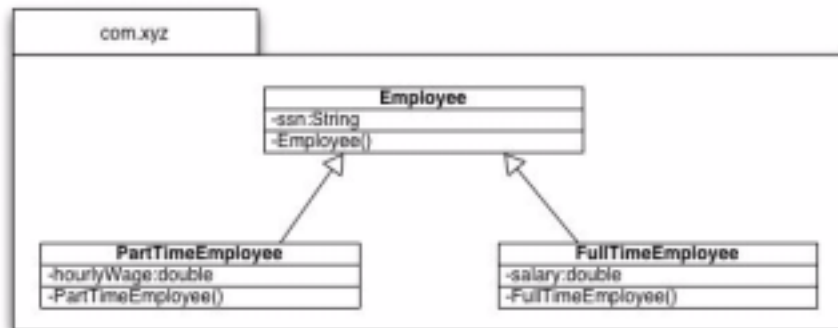 com.xyz
Employee
-ssn:String
-Employee()
PartTimeEmployee
-hourlyWage:double
-PartTimeEmployee()
FullTimeEmployee
-salary:double
-FullTimeEmployee()